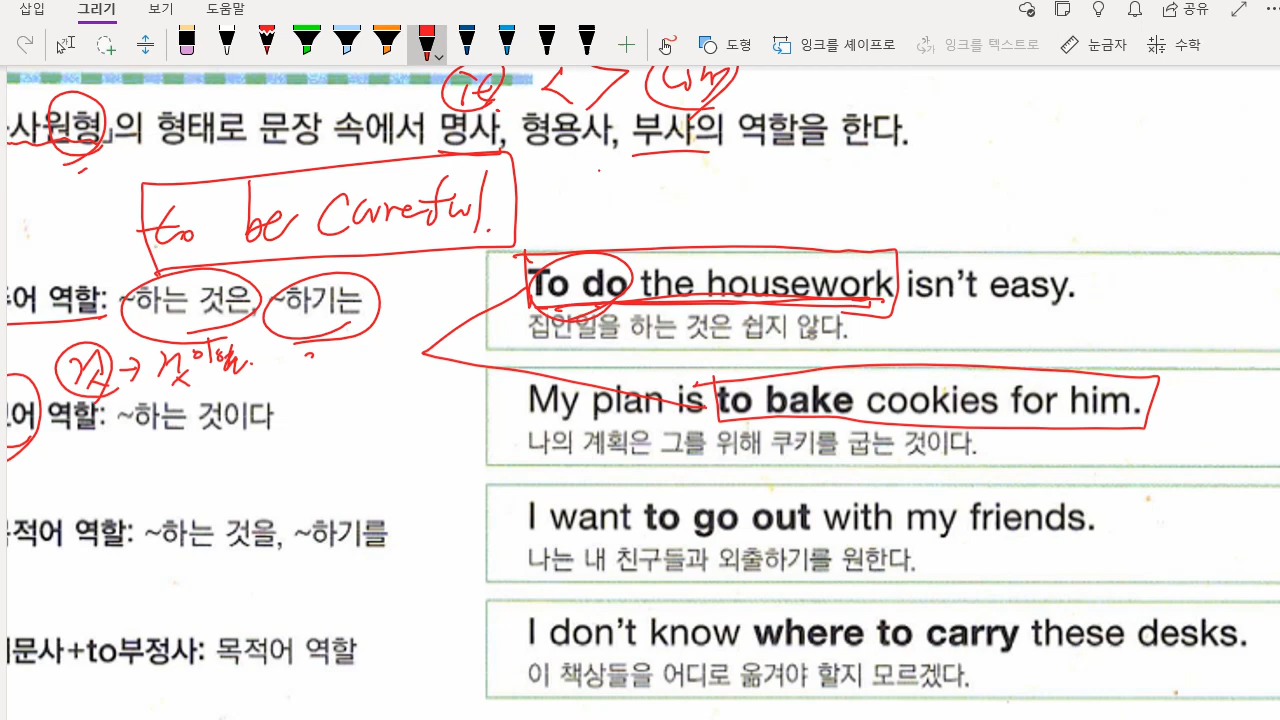 삽입 그리기 보기 도움말 공유
도형 잉크를 셰이프로 잉크를 텍스트로 눈금자 수학
사원형」의 형태로 문장 속에서 명사, 형용사, 부사의 역할을 한다.
to be careful.
어 역할: ~하는 것은, ~하기는
To do the housework isn't easy.
집안일을 하는 것은 쉽지 않다.
어 역할: ~하는 것이다
My plan is to bake cookies for him.
나의 계획은 그를 위해 쿠키를 굽는 것이다.
적어 역할: ~하는 것을, ~하기를
I want to go out with my friends.
나는 내 친구들과 외출하기를 원한다.
문사+to부정사: 목적어 역할
I don't know where to carry these desks.
이 책상들을 어디로 옮겨야 할지 모르겠다.